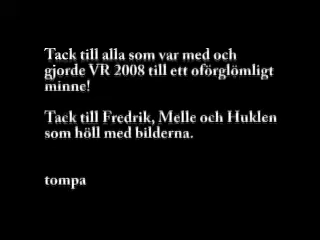 Tack till alla som var med och
gjorde VR 2008 till ett oförglömligt
minne!
Tack till Fredrik, Melle och Huklen
som höll med bilderna.
tompa